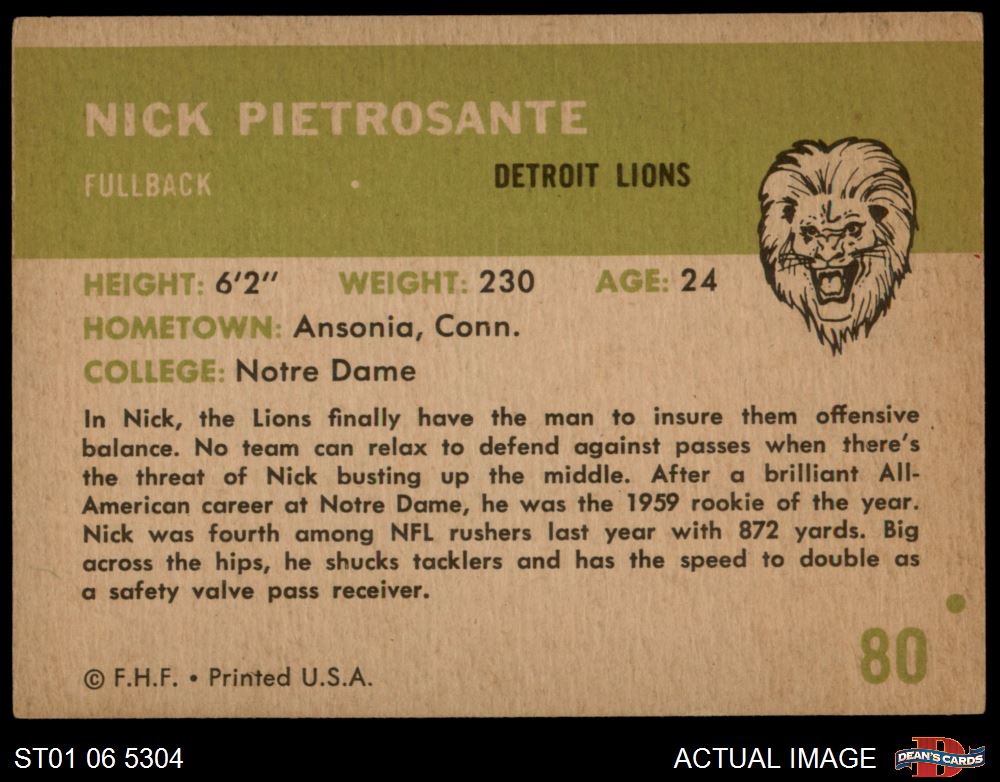 NICK PIETROSANTE
FULLBACK
DETROIT LIONS
HEIGHT: 6'2" WEIGHT: 230 AGE: 24
HOMETOWN: Ansonia, Conn.
COLLEGE: Notre Dame
In Nick, the Lions finally have the man to insure them offensive
balance. No team can relax to defend against passes when there's
the threat of Nick busting up the middle. After a brilliant All-
American career at Notre Dame, he was the 1959 rookie of the year.
Nick was fourth among NFL rushers last year with 872 yards. Big
across the hips, he shucks tacklers and has the speed to double as
a safety valve pass receiver.
80
© F.H.F. • Printed U.S.A.
ST01 06 5304
ACTUAL IMAGE
D
DEAN'S CARDS